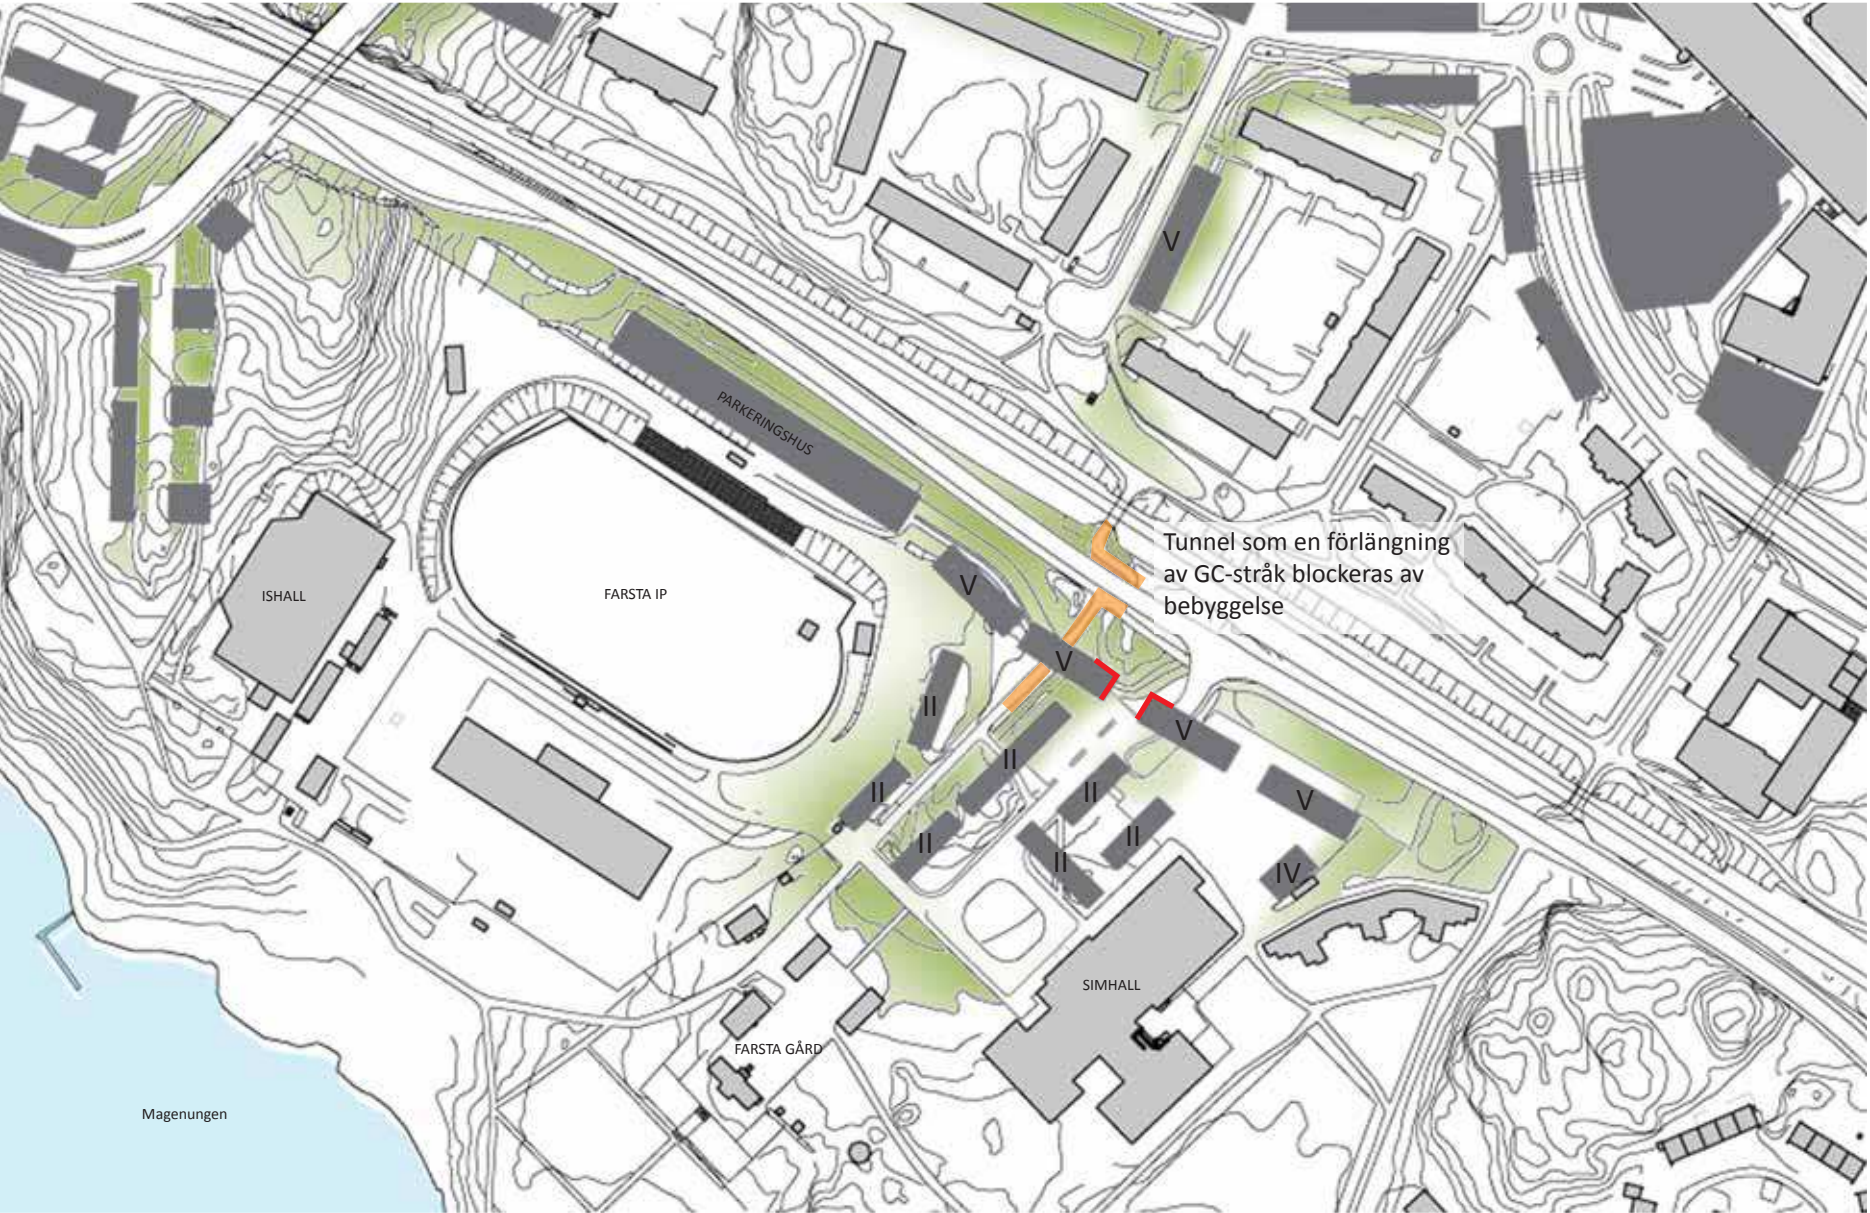 V
PARKERINGSHUS
Tunnel som en förlängning
av GC-stråk blockeras av
bebyggelse
ISHALL
FARSTA IP
V
V
II
V
II
II
II
V
II
II
II
IV
SIMHALL
FARSTA GÅRD
Magenungen